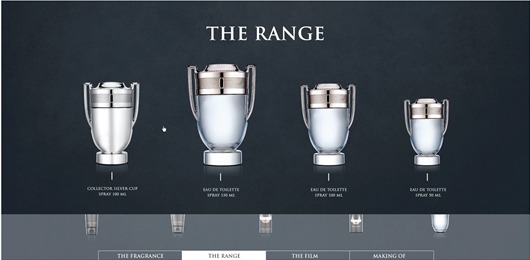 THE RANGE
COLLECTOR SILVER CUP
SPRAY 100 ML
EAU DE TOILETTE
SPRAY 150 ML
EAU DE TOILETTE
SPRAY 100 ML
EAU DE TOILETTE
SPRAY 50 ML
THE FRAGRANCE
THE RANGE
THE FILM
MAKING OF